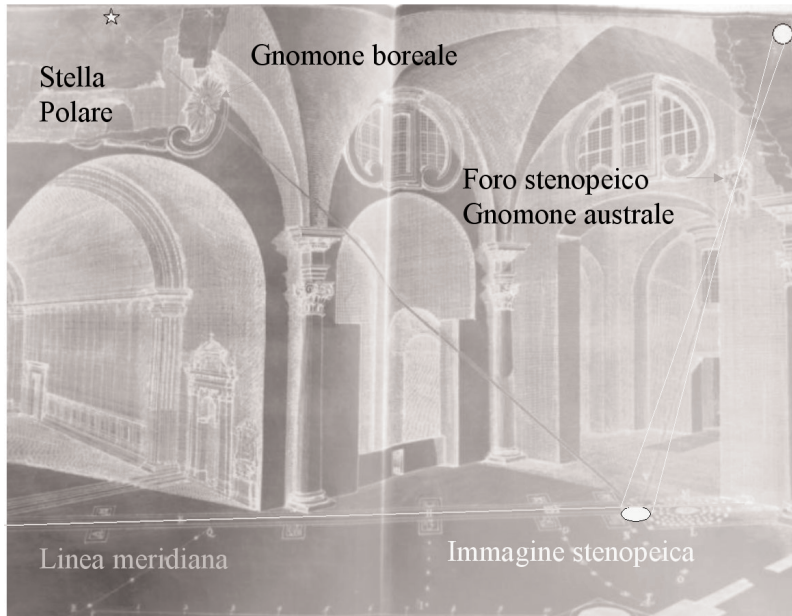 Gnomone boreale
Stella
Polare
Foro stenopeico
Gnomone australe
Linea meridiana
Immagine stenopeica